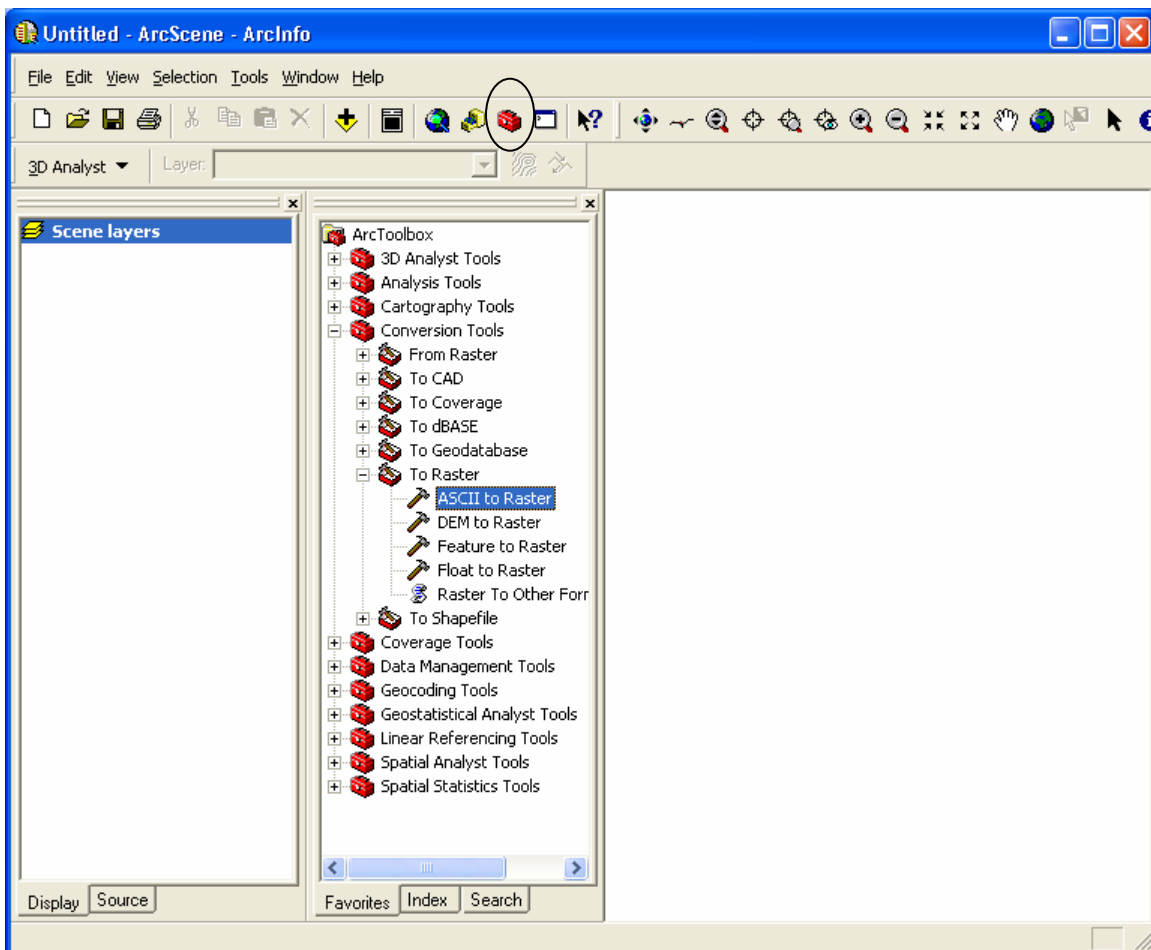 Untitled - ArcScene - ArcInfo
File Edit View Selection Tools Window Help
3D Analyst Layer:
Scene layers
ArcToolbox
3D Analyst Tools
Analysis Tools
Cartography Tools
Conversion Tools
From Raster
To CAD
To Coverage
To dBASE
To Geodatabase
To Raster
ASCII to Raster
DEM to Raster
Feature to Raster
Float to Raster
Raster To Other Forr
To Shapefile
Coverage Tools
Data Management Tools
Geocoding Tools
Geostatistical Analyst Tools
Linear Referencing Tools
Spatial Analyst Tools
Spatial Statistics Tools
Display Source
Favorites Index Search